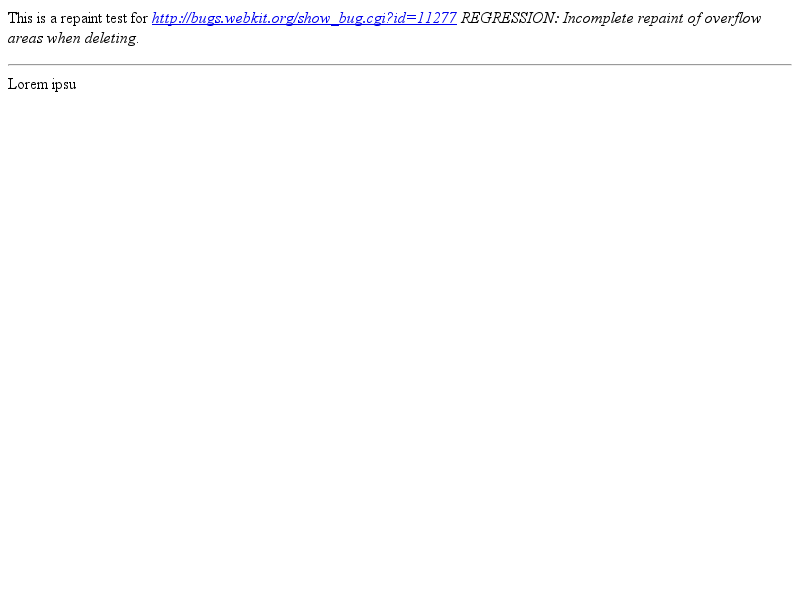 This is a repaint test for http://bugs.webkit.org/show_bug.cgi?id=11277 REGRESSION: Incomplete repaint of overflow
areas when deleting.
Lorem ipsu